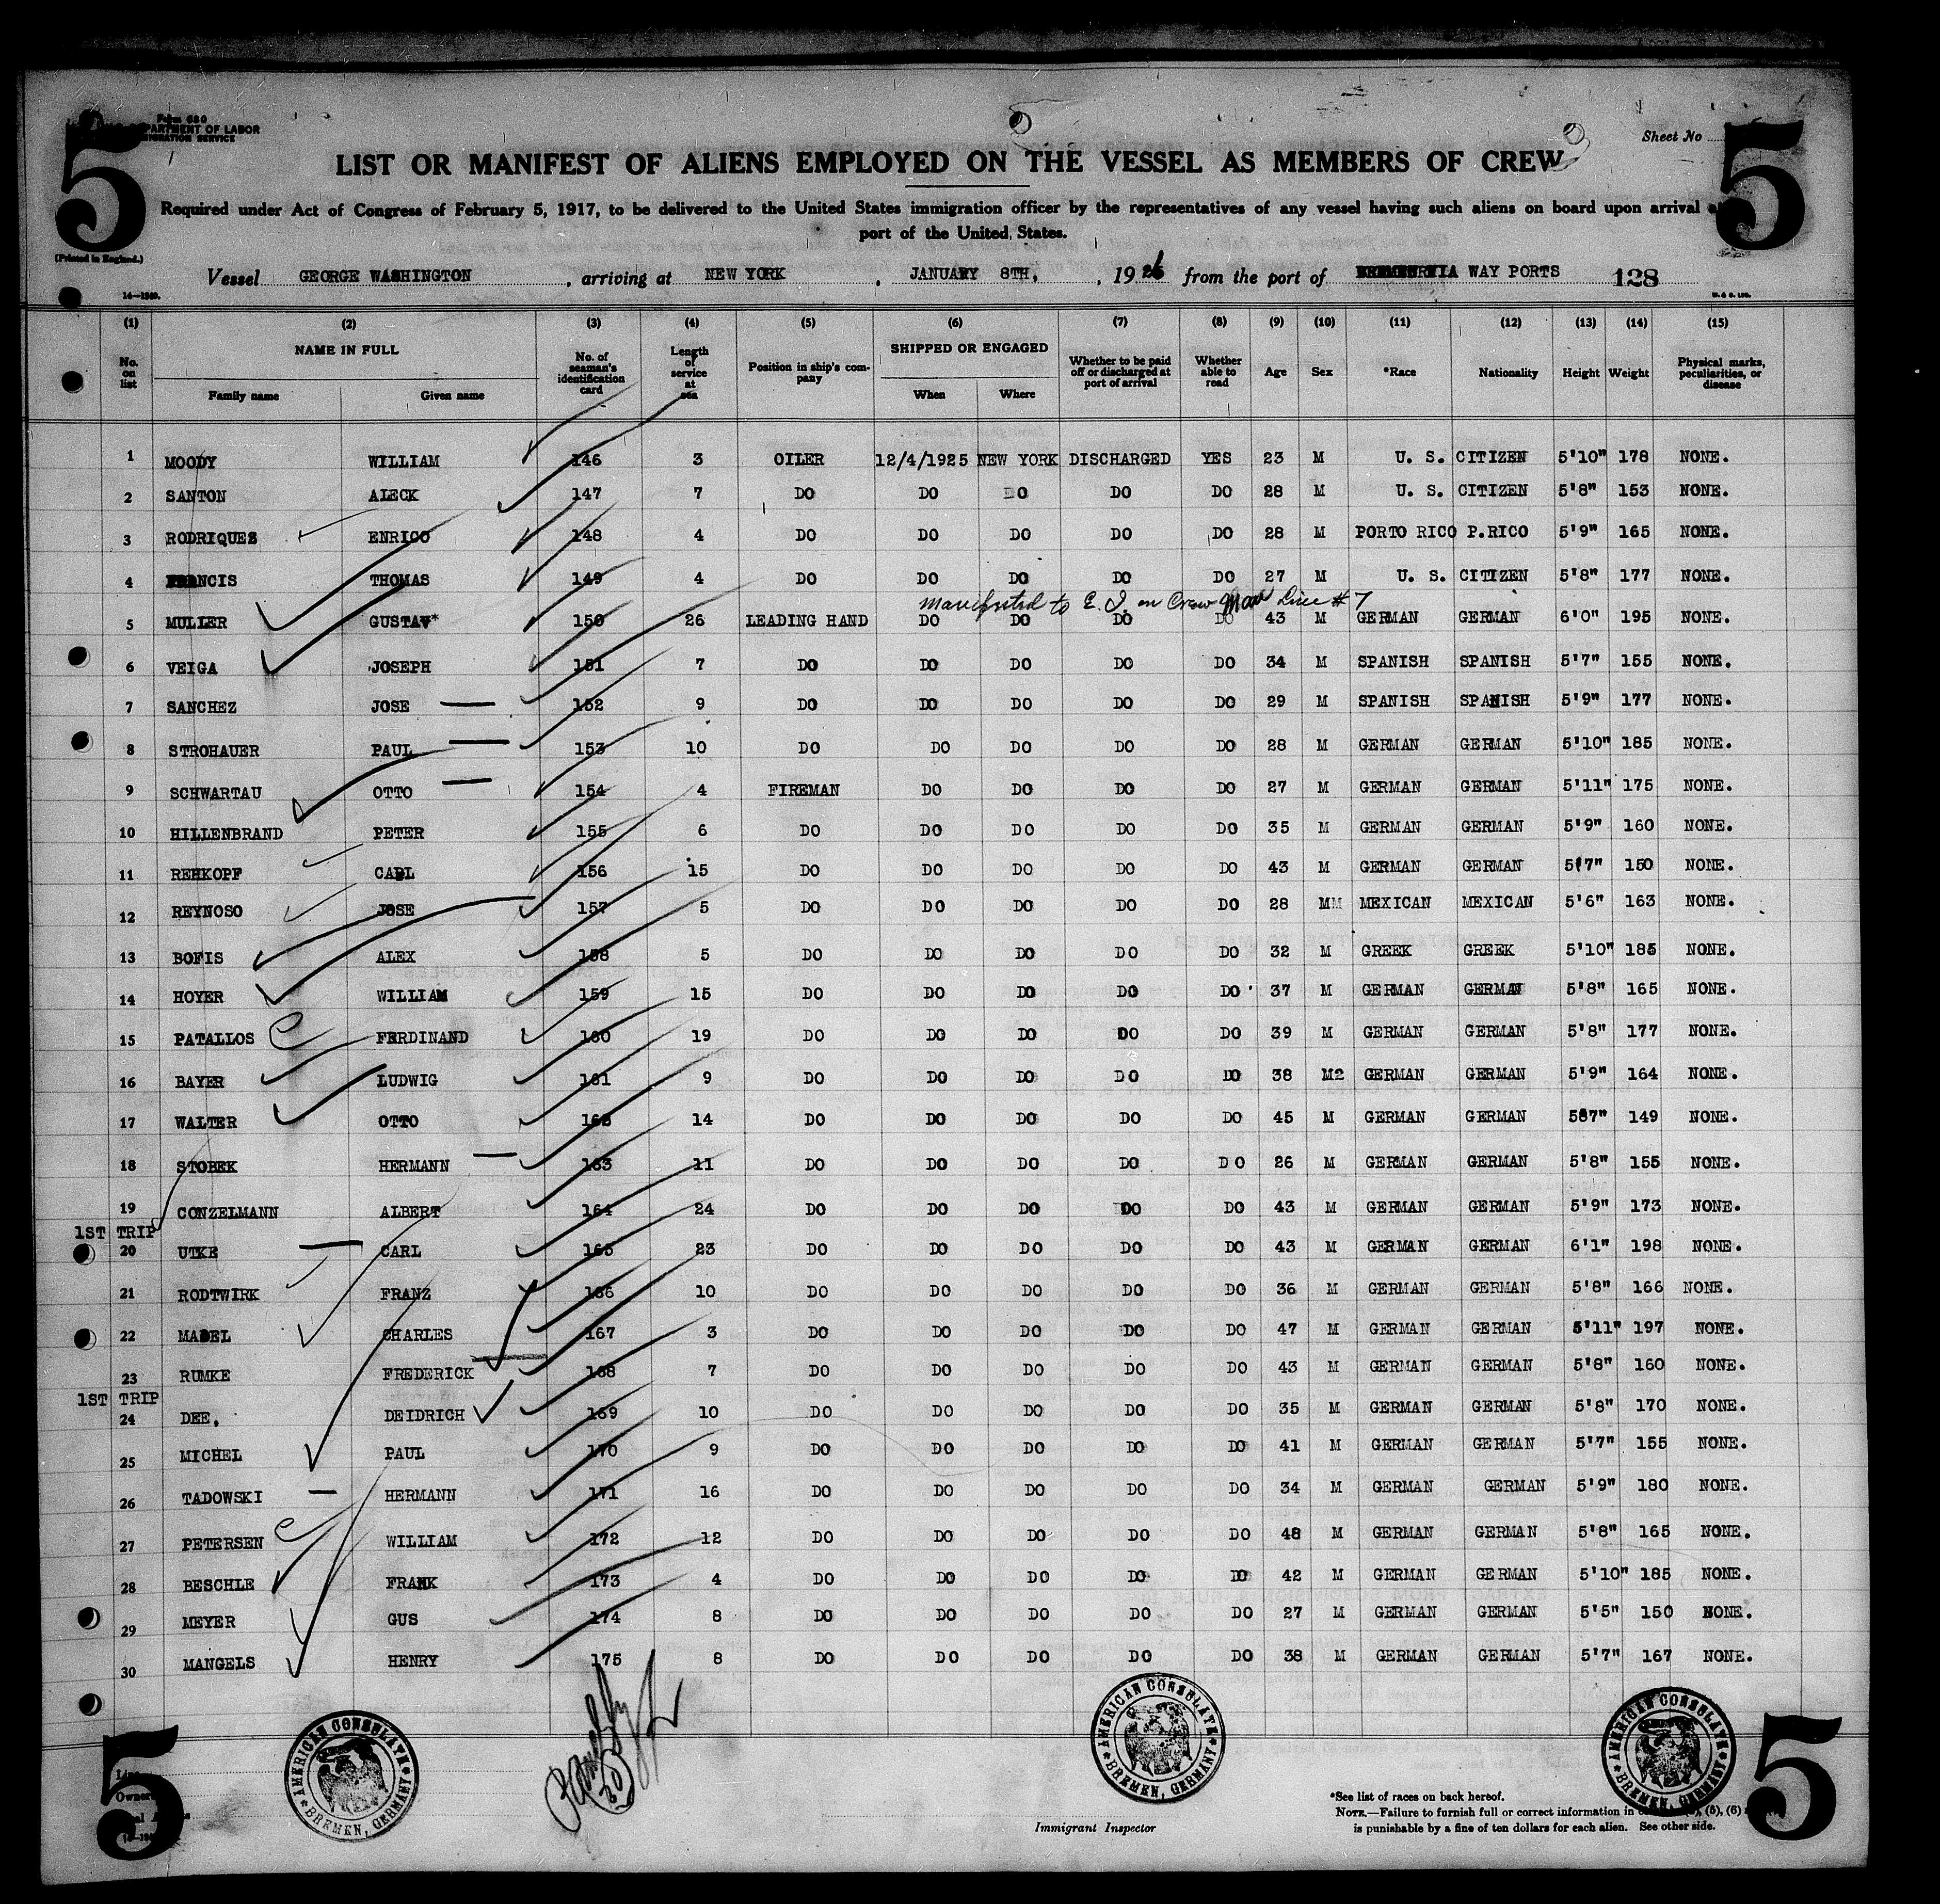 5
Form 680
DEPARTMENT OF LABOR
IMMIGRATION SERVICE
Sheet No
5
LIST OR MANIFEST OF ALIENS EMPLOYED ON THE VESSEL AS MEMBERS OF CREW
Required under Act of Congress of February 5, 1917, to be delivered to the United States immigration officer by the representatives of any vessel having such aliens on board upon arrival
port of the United States.
(Printed in England.)
Vessel GEORGE WASHINGTON, arriving at NEW YORK, JANUARY 8TH, , 1926 from the port of WAY PORTS 128
(1) (2) (3) (4) (5) (6) (7) (8) (9) (10) (11) (12) (13) (14) (15)
No. on list NAME IN FULL Family name Given name No. of seaman's identification card Length of service at sea Position in ship's company SHIPPED OR ENGAGED When Where Whether to be paid off or discharged at port of arrival Whether able to read Age Sex *Race Nationality Height Weight Physical marks, peculiarities, or disease
1 MOODY WILLIAM 146 3 OILER 12/4/1925 NEW YORK DISCHARGED YES 23 M U. S. CITIZEN 5'10" 178 NONE.
2 SANTON ALECK 147 7 DO DO DO DO DO 28 M U. S. CITIZEN 5'8" 153 NONE.
3 RODRIQUES ENRICO 148 4 DO DO DO DO DO 28 M PORTO RICO P.RICO 5'9" 165 NONE.
4 FRANCIS THOMAS 149 4 DO DO DO DO DO 27 M U. S. CITIZEN 5'8" 177 NONE.
manifested to E. I. on Crew Man Line # 7
5 MULLER GUSTAV* 150 26 LEADING HAND DO DO DO DO 43 M GERMAN GERMAN 6'0" 195 NONE.
6 VEIGA JOSEPH 151 7 DO DO DO DO DO 34 M SPANISH SPANISH 5'7" 155 NONE.
7 SANCHEZ JOSE 152 9 DO DO DO DO DO 29 M SPANISH SPANISH 5'9" 177 NONE.
8 STROHAUER PAUL 153 10 DO DO DO DO DO 28 M GERMAN GERMAN 5'10" 185 NONE.
9 SCHWARTAU OTTO 154 4 FIREMAN DO DO DO DO 27 M GERMAN GERMAN 5'11" 175 NONE.
10 HILLENBRAND PETER 155 6 DO DO DO DO DO 35 M GERMAN GERMAN 5'9" 160 NONE.
11 REHKOPF CARL 156 15 DO DO DO DO DO 43 M GERMAN GERMAN 5'7" 150 NONE.
12 REYNOSO JOSE 157 5 DO DO DO DO DO 28 MM MEXICAN MEXICAN 5'6" 163 NONE.
13 BOFIS ALEX 158 5 DO DO DO DO DO 32 M GREEK GREEK 5'10" 185 NONE.
14 HOYER WILLIAM 159 15 DO DO DO DO DO 37 M GERMAN GERMAN 5'8" 165 NONE.
15 PATALLOS FERDINAND 160 19 DO DO DO DO DO 39 M GERMAN GERMAN 5'8" 177 NONE.
16 BAYER LUDWIG 161 9 DO DO DO DO DO 38 M2 GERMAN GERMAN 5'9" 164 NONE.
17 WALTER OTTO 162 14 DO DO DO DO DO 45 M GERMAN GERMAN 587" 149 NONE.
18 STOBEK HERMANN 163 11 DO DO DO DO DO 26 M GERMAN GERMAN 5'8" 155 NONE.
19 CONZELMANN ALBERT 164 24 DO DO DO DO DO 43 M GERMAN GERMAN 5'9" 173 NONE.
1ST TRIP
20 UTKE CARL 165 23 DO DO DO DO DO 43 M GERMAN GERMAN 6'1" 198 NONE.
21 RODTWIRK FRANZ 166 10 DO DO DO DO DO 36 M GERMAN GERMAN 5'8" 166 NONE.
22 MADEL CHARLES 167 3 DO DO DO DO DO 47 M GERMAN GERMAN 5'11" 197 NONE.
23 RUMKE FREDERICK 168 7 DO DO DO DO DO 43 M GERMAN GERMAN 5'8" 160 NONE.
1ST TRIP
24 DEE, DEIDRICH 169 10 DO DO DO DO DO 35 M GERMAN GERMAN 5'8" 170 NONE.
25 MICHEL PAUL 170 9 DO DO DO DO DO 41 M GERMAN GERMAN 5'7" 155 NONE.
26 TADOWSKI HERMANN 171 16 DO DO DO DO DO 34 M GERMAN GERMAN 5'9" 180 NONE.
27 PETERSEN WILLIAM 172 12 DO DO DO DO DO 48 M GERMAN GERMAN 5'8" 165 NONE.
28 BESCHLE FRANK 173 4 DO DO DO DO DO 42 M GERMAN GERMAN 5'10" 185 NONE.
29 MEYER GUS 174 8 DO DO DO DO DO 27 M GERMAN GERMAN 5'5" 150 NONE.
30 MANGELS HENRY 175 8 DO DO DO DO DO 38 M GERMAN GERMAN 5'7" 167 NONE.
AMERICAN CONSULATE BREMEN, GERMANY
AMERICAN CONSULATE BREMEN, GERMANY
AMERICAN CONSULATE BREMEN, GERMANY
5
5
Immigrant Inspector
*See list of races on back hereof.
NOTE.—Failure to furnish full or correct information in (5), (6)
is punishable by a fine of ten dollars for each alien. See other side.